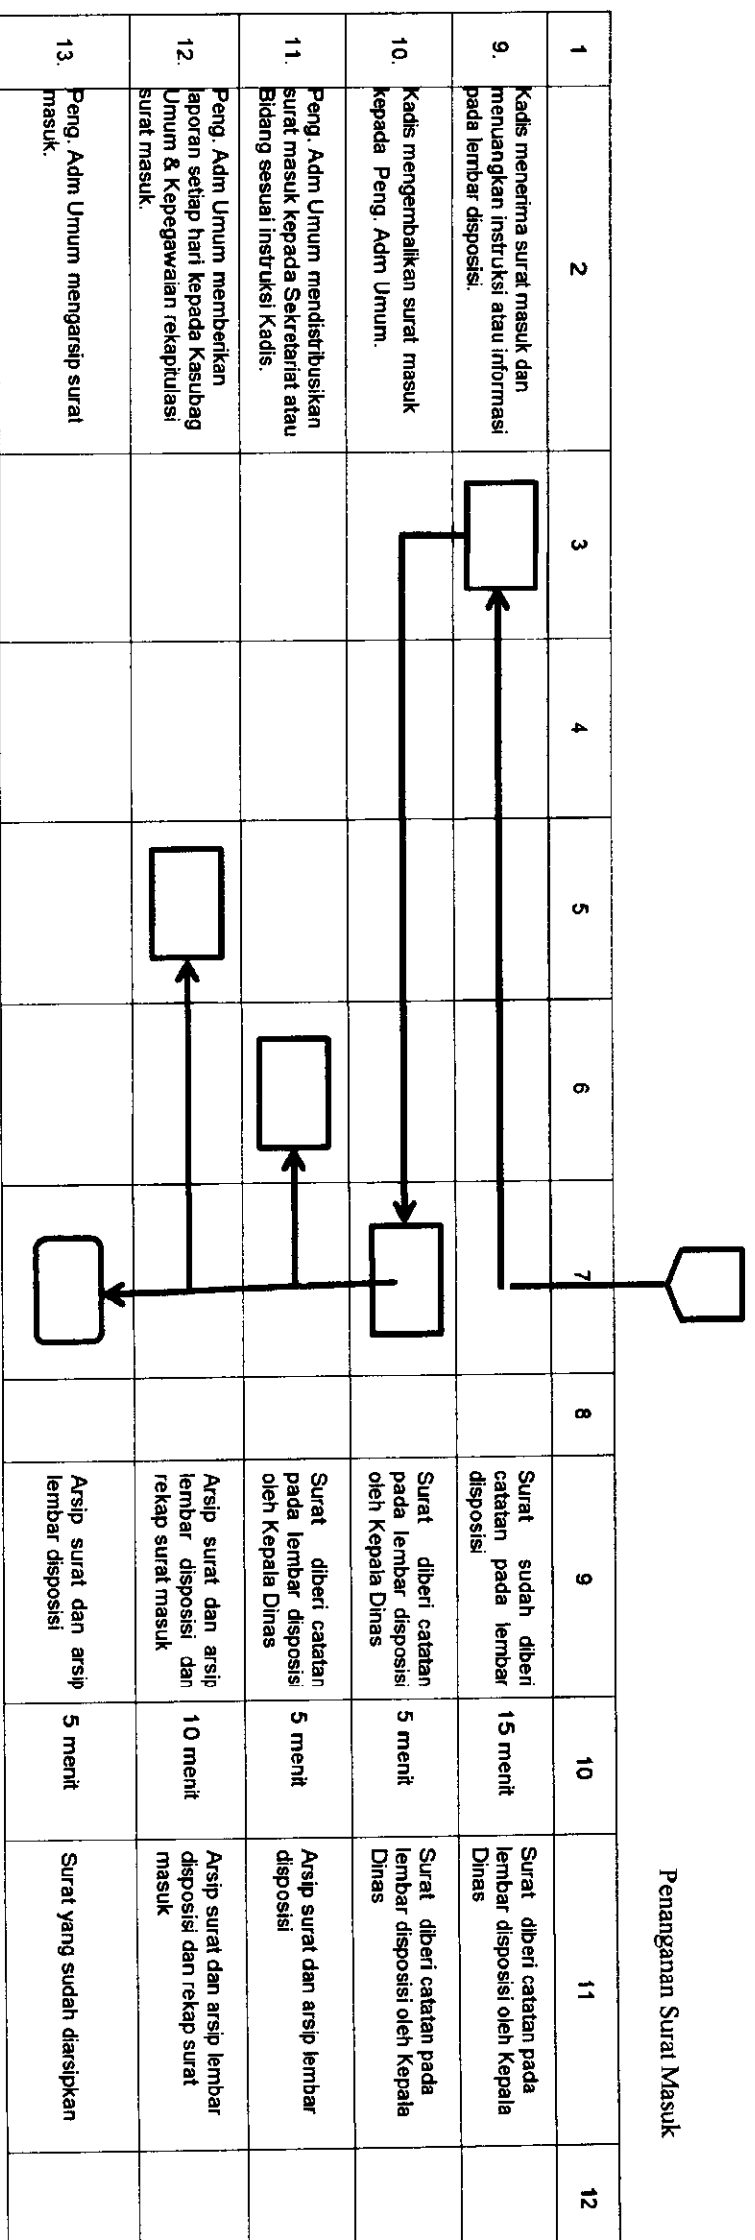 Penanganan Surat Masuk
1
2
3
4
5
6
7
8
9
10
11
12
9.
Kadis menerima surat masuk dan
menuangkan instruksi atau informasi
pada lembar disposisi.
Surat sudah diberi
catatan pada lembar
disposisi
15 menit
Surat diberi catatan pada
lembar disposisi oleh Kepala
Dinas
10.
Kadis mengembalikan surat masuk
kepada Peng. Adm Umum.
Surat diberi catatan
pada lembar disposisi
oleh Kepala Dinas
5 menit
Surat diberi catatan pada
lembar disposisi oleh Kepala
Dinas
11.
Peng. Adm Umum mendistribusikan
surat masuk kepada Sekretariat atau
Bidang sesuai instruksi Kadis.
Surat diberi catatan
pada lembar disposisi
oleh Kepala Dinas
5 menit
Arsip surat dan arsip lembar
disposisi
12.
Peng. Adm Umum memberikan
laporan setiap hari kepada Kasubag
Umum & Kepegawaian rekapitulasi
surat masuk.
Arsip surat dan arsip
lembar disposisi dan
rekap surat masuk
10 menit
Arsip surat dan arsip lembar
disposisi dan rekap surat
masuk
13.
Peng. Adm Umum mengarsip surat
masuk.
Arsip surat dan arsip
lembar disposisi
5 menit
Surat yang sudah diarsipkan